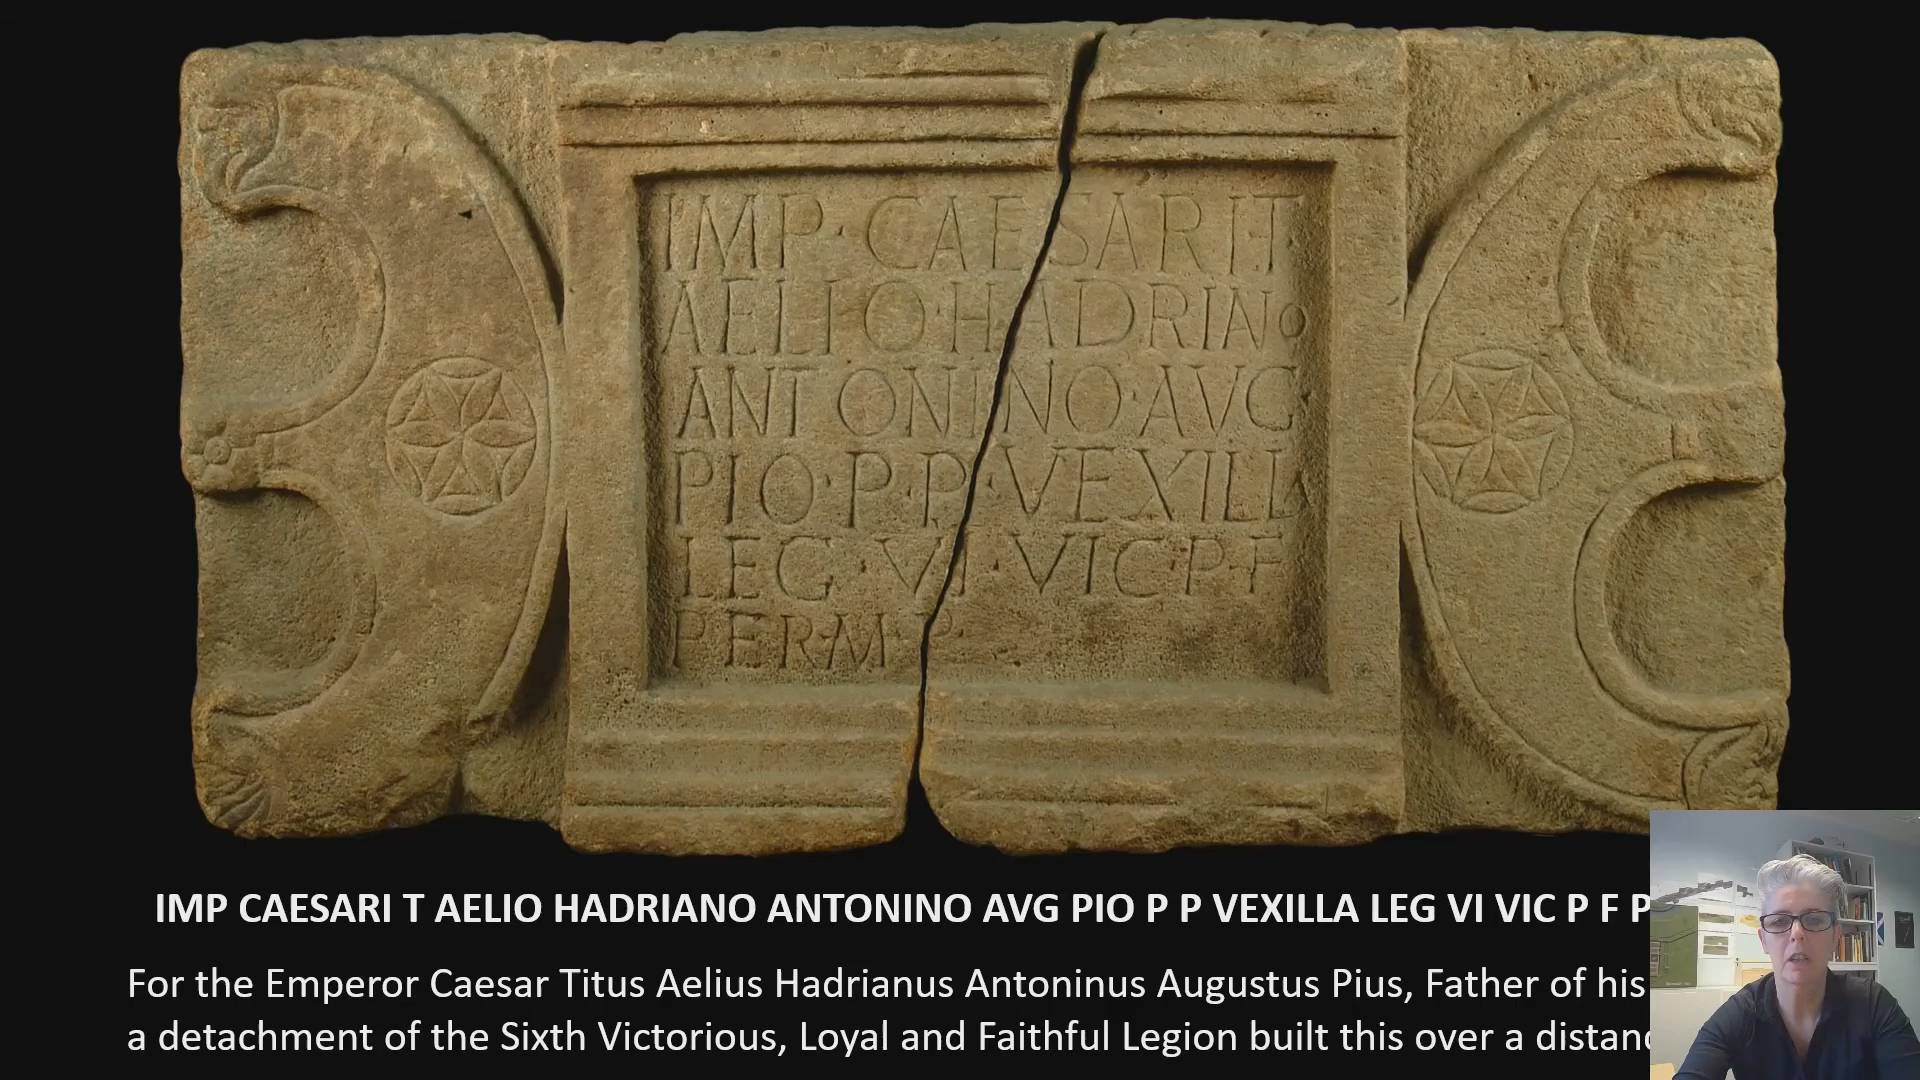 IMP · CAESARI · T ·
AELIO · HADRIANO
ANTONINO · AVG
PIO · P · P · VEXILLA
LEG · VI · VIC · P · F
PER · M · P ·
IMP CAESARI T AELIO HADRIANO ANTONINO AVG PIO P P VEXILLA LEG VI VIC P F P
For the Emperor Caesar Titus Aelius Hadrianus Antoninus Augustus Pius, Father of his
a detachment of the Sixth Victorious, Loyal and Faithful Legion built this over a